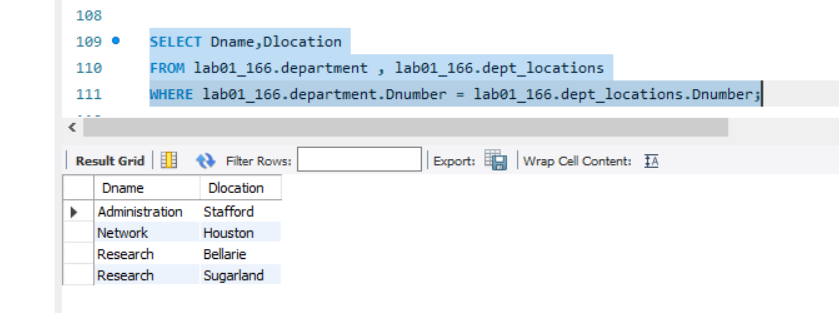 108
109 SELECT Dname,Dlocation
110 FROM lab01_166.department , lab01_166.dept_locations
111 WHERE lab01_166.department.Dnumber = lab01_166.dept_locations.Dnumber;
Result Grid Filter Rows: Export: Wrap Cell Content:
Dname Dlocation
Administration Stafford
Network Houston
Research Bellarie
Research Sugarland